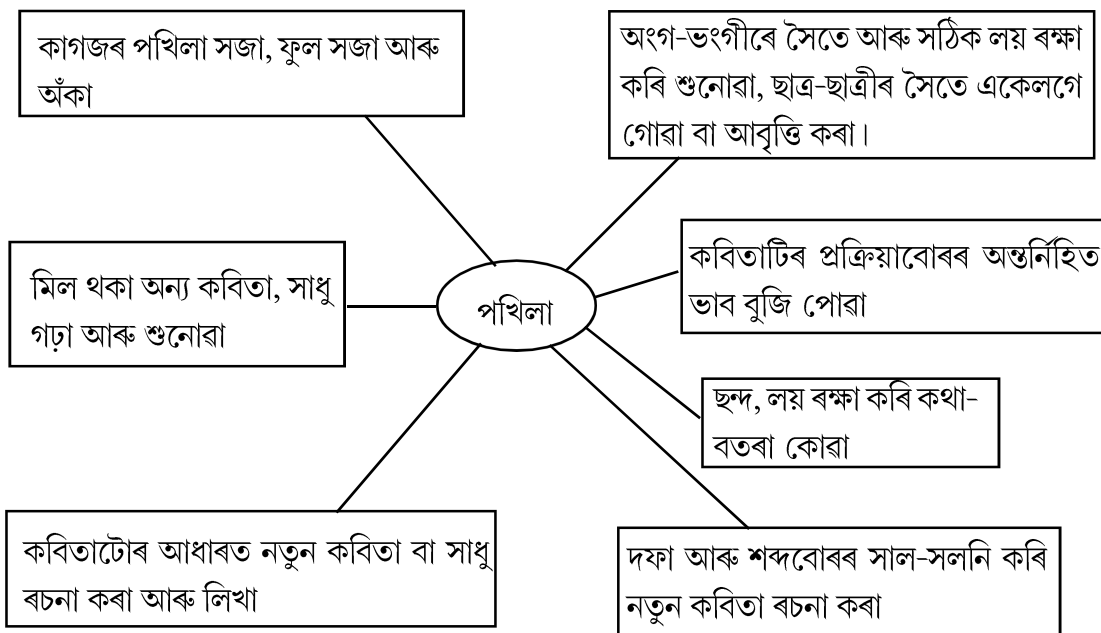 কাগজৰ পখিলা সজা, ফুল সজা আৰু
অঁকা
অংগ-ভংগীৰে সৈতে আৰু সঠিক লয় ৰক্ষা
কৰি শুনোৱা, ছাত্ৰ-ছাত্ৰীৰ সৈতে একেলগে
গোৱা বা আবৃত্তি কৰা।
মিল থকা অন্য কবিতা, সাধু
গঢ়া আৰু শুনোৱা
পখিলা
কবিতাটিৰ প্ৰক্ৰিয়াবোৰৰ অন্তৰ্নিহিত
ভাব বুজি পোৱা
ছন্দ, লয় ৰক্ষা কৰি কথা-
বতৰা কোৱা
কবিতাটোৰ আধাৰত নতুন কবিতা বা সাধু
ৰচনা কৰা আৰু লিখা
দফা আৰু শব্দবোৰৰ সাল-সলনি কৰি
নতুন কবিতা ৰচনা কৰা